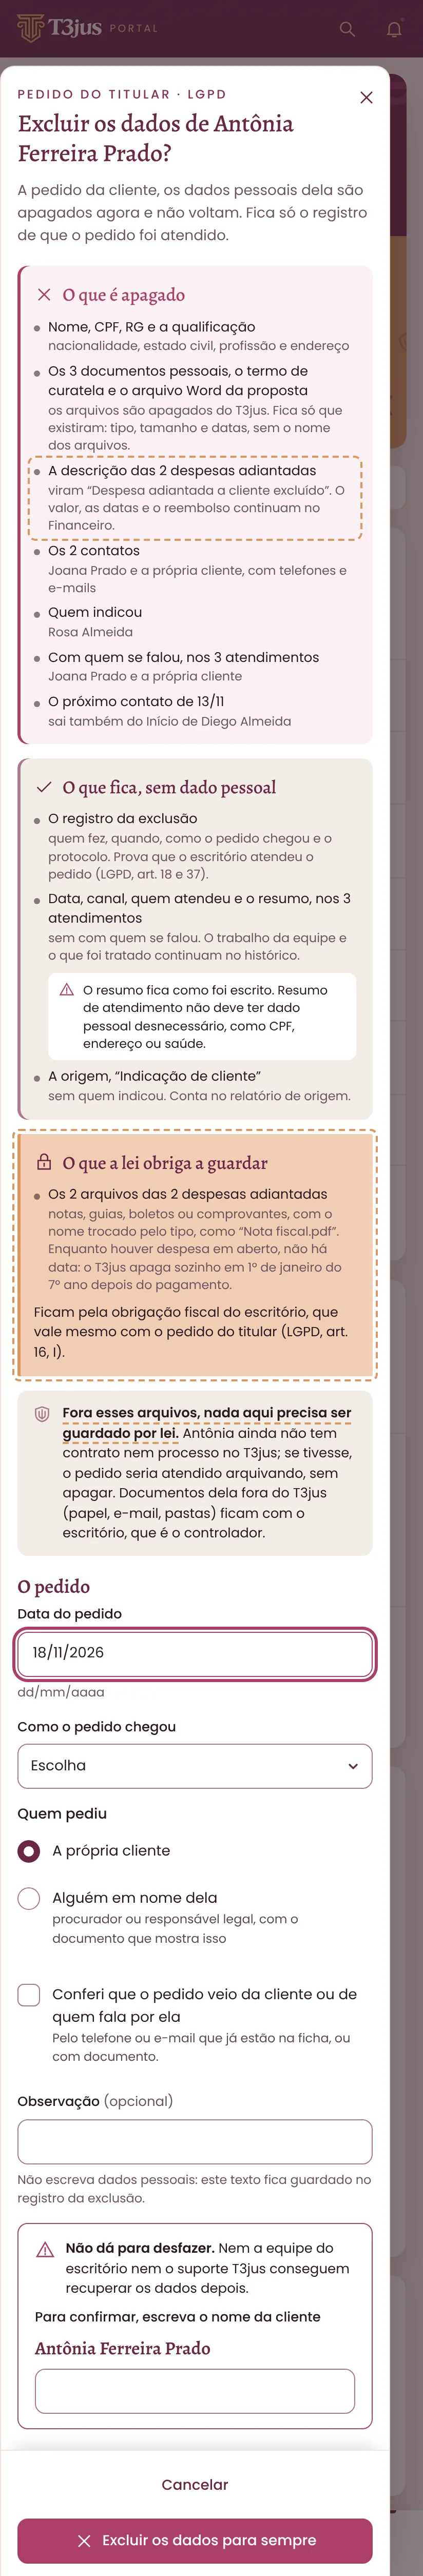 T3jus PORTAL
PEDIDO DO TITULAR · LGPD
Excluir os dados de Antônia
Ferreira Prado?
A pedido da cliente, os dados pessoais dela são
apagados agora e não voltam. Fica só o registro
de que o pedido foi atendido.
O que é apagado
Nome, CPF, RG e a qualificação
nacionalidade, estado civil, profissão e endereço
Os 3 documentos pessoais, o termo de
curatela e o arquivo Word da proposta
os arquivos são apagados do T3jus. Fica só que
existiram: tipo, tamanho e datas, sem o nome
dos arquivos.
A descrição das 2 despesas adiantadas
viram “Despesa adiantada a cliente excluído”. O
valor, as datas e o reembolso continuam no
Financeiro.
Os 2 contatos
Joana Prado e a própria cliente, com telefones e
e-mails
Quem indicou
Rosa Almeida
Com quem se falou, nos 3 atendimentos
Joana Prado e a própria cliente
O próximo contato de 13/11
sai também do Início de Diego Almeida
O que fica, sem dado pessoal
O registro da exclusão
quem fez, quando, como o pedido chegou e o
protocolo. Prova que o escritório atendeu o
pedido (LGPD, art. 18 e 37).
Data, canal, quem atendeu e o resumo, nos 3
atendimentos
sem com quem se falou. O trabalho da equipe e
o que foi tratado continuam no histórico.
O resumo fica como foi escrito. Resumo
de atendimento não deve ter dado
pessoal desnecessário, como CPF,
endereço ou saúde.
A origem, “Indicação de cliente”
sem quem indicou. Conta no relatório de origem.
O que a lei obriga a guardar
Os 2 arquivos das 2 despesas adiantadas
notas, guias, boletos ou comprovantes, com o
nome trocado pelo tipo, como “Nota fiscal.pdf”.
Enquanto houver despesa em aberto, não há
data: o T3jus apaga sozinho em 1º de janeiro do
7º ano depois do pagamento.
Ficam pela obrigação fiscal do escritório, que
vale mesmo com o pedido do titular (LGPD, art.
16, I).
Fora esses arquivos, nada aqui precisa ser
guardado por lei. Antônia ainda não tem
contrato nem processo no T3jus; se tivesse,
o pedido seria atendido arquivando, sem
apagar. Documentos dela fora do T3jus
(papel, e-mail, pastas) ficam com o
escritório, que é o controlador.
O pedido
Data do pedido
18/11/2026
dd/mm/aaaa
Como o pedido chegou
Escolha
Quem pediu
A própria cliente
Alguém em nome dela
procurador ou responsável legal, com o
documento que mostra isso
Conferi que o pedido veio da cliente ou de
quem fala por ela
Pelo telefone ou e-mail que já estão na ficha, ou
com documento.
Observação (opcional)
Não escreva dados pessoais: este texto fica guardado no
registro da exclusão.
Não dá para desfazer. Nem a equipe do
escritório nem o suporte T3jus conseguem
recuperar os dados depois.
Para confirmar, escreva o nome da cliente
Antônia Ferreira Prado
Cancelar
Excluir os dados para sempre